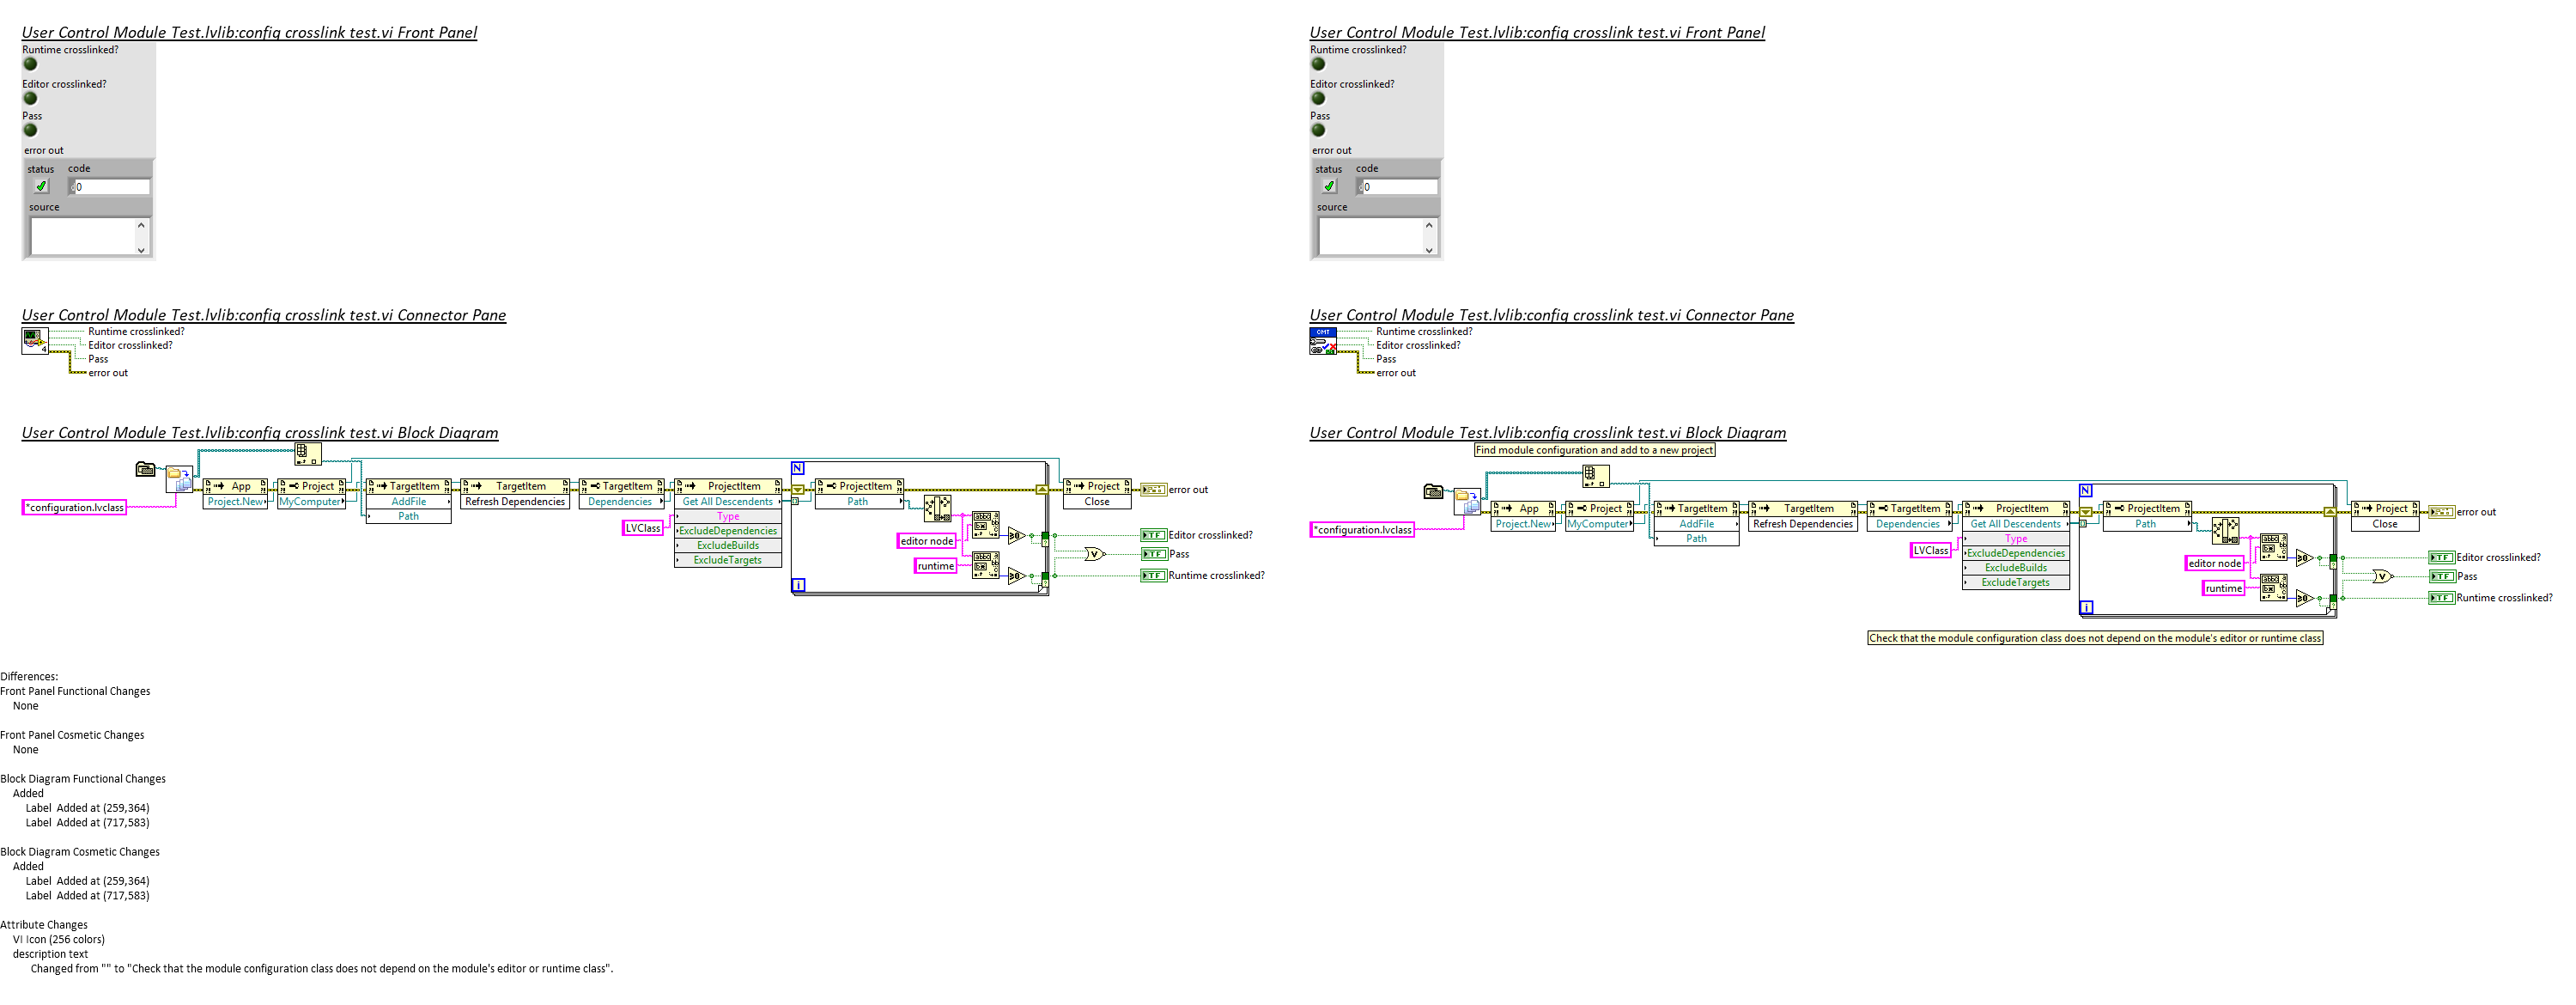 User Control Module Test.lvlib:config crosslink test.vi Front Panel
Runtime crosslinked?
Editor crosslinked?
Pass
error out
status code
0
source
User Control Module Test.lvlib:config crosslink test.vi Connector Pane
4
Runtime crosslinked?
Editor crosslinked?
Pass
error out
User Control Module Test.lvlib:config crosslink test.vi Block Diagram
*configuration.lvclass
App
Project.New
Project
MyComputer
TargetItem
AddFile
Path
TargetItem
Refresh Dependencies
TargetItem
Dependencies
LVClass
ProjectItem
Get All Descendents
Type
ExcludeDependencies
ExcludeBuilds
ExcludeTargets
N
i
ProjectItem
Path
editor node
runtime
≥0
≥0
V
Project
Close
error out
TF Editor crosslinked?
TF Pass
TF Runtime crosslinked?
User Control Module Test.lvlib:config crosslink test.vi Front Panel
Runtime crosslinked?
Editor crosslinked?
Pass
error out
status code
0
source
User Control Module Test.lvlib:config crosslink test.vi Connector Pane
CMT
Runtime crosslinked?
Editor crosslinked?
Pass
error out
User Control Module Test.lvlib:config crosslink test.vi Block Diagram
Find module configuration and add to a new project
*configuration.lvclass
App
Project.New
Project
MyComputer
TargetItem
AddFile
Path
TargetItem
Refresh Dependencies
TargetItem
Dependencies
LVClass
ProjectItem
Get All Descendents
Type
ExcludeDependencies
ExcludeBuilds
ExcludeTargets
N
i
ProjectItem
Path
editor node
runtime
≥0
≥0
V
Project
Close
error out
TF Editor crosslinked?
TF Pass
TF Runtime crosslinked?
Check that the module configuration class does not depend on the module's editor or runtime class
Differences:
Front Panel Functional Changes
None
Front Panel Cosmetic Changes
None
Block Diagram Functional Changes
Added
Label Added at (259,364)
Label Added at (717,583)
Block Diagram Cosmetic Changes
Added
Label Added at (259,364)
Label Added at (717,583)
Attribute Changes
VI Icon (256 colors)
description text
Changed from "" to "Check that the module configuration class does not depend on the module's editor or runtime class".